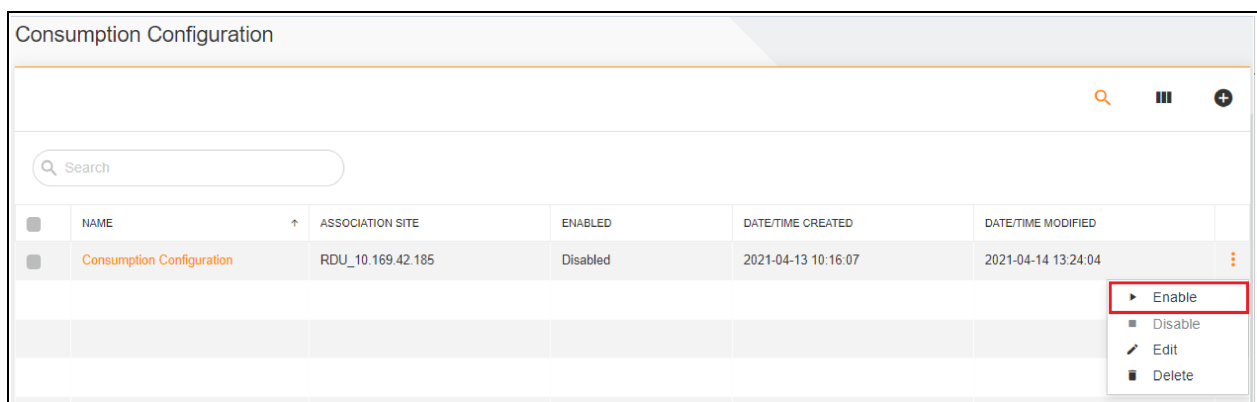 Consumption Configuration
Search
NAME ASSOCIATION SITE ENABLED DATE/TIME CREATED DATE/TIME MODIFIED
Consumption Configuration RDU_10.169.42.185 Disabled 2021-04-13 10:16:07 2021-04-14 13:24:04
Enable
Disable
Edit
Delete